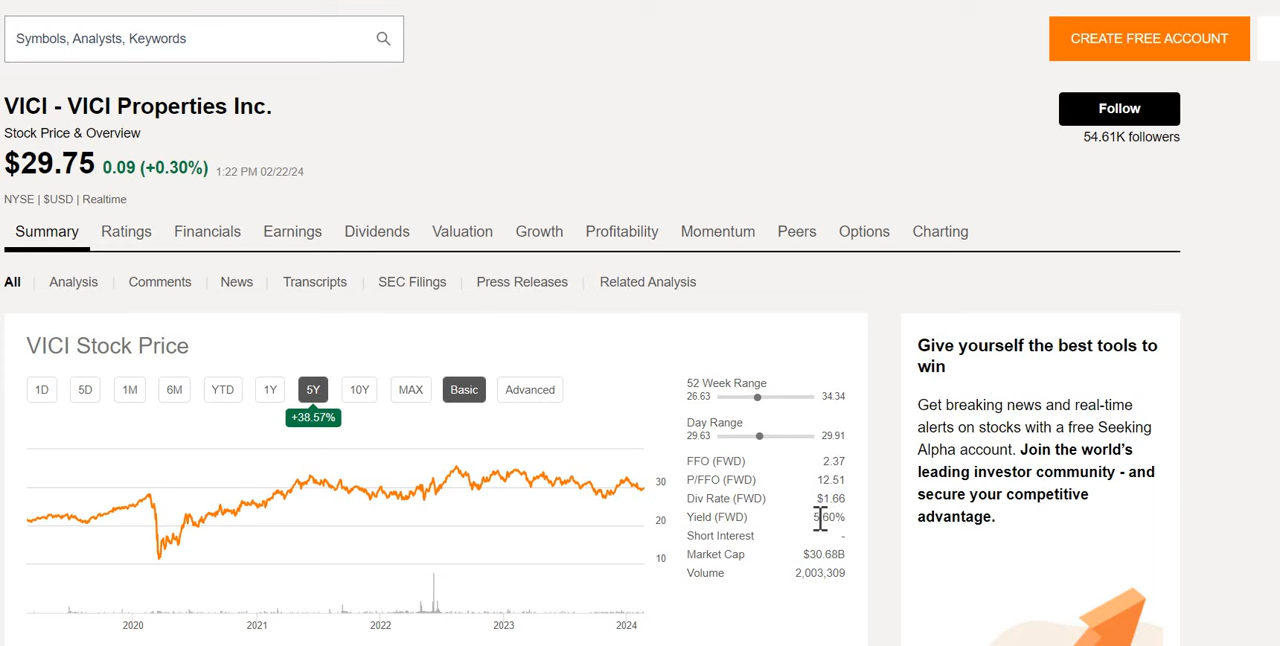 Symbols, Analysts, Keywords
CREATE FREE ACCOUNT
VICI - VICI Properties Inc.
Follow
Stock Price & Overview
54.61K followers
$29.75 0.09 (+0.30%) 1:22 PM 02/22/24
NYSE | $USD | Realtime
Summary Ratings Financials Earnings Dividends Valuation Growth Profitability Momentum Peers Options Charting
All | Analysis | Comments | News | Transcripts | SEC Filings | Press Releases | Related Analysis
VICI Stock Price
1D 5D 1M 6M YTD 1Y 5Y 10Y MAX Basic Advanced
+38.57%
30
20
10
2020 2021 2022 2023 2024
52 Week Range
26.63 34.34
Day Range
29.63 29.91
FFO (FWD) 2.37
P/FFO (FWD) 12.51
Div Rate (FWD) $1.66
Yield (FWD) 5.60%
Short Interest -
Market Cap $30.68B
Volume 2,003,309
Give yourself the best tools to
win
Get breaking news and real-time
alerts on stocks with a free Seeking
Alpha account. Join the world's
leading investor community - and
secure your competitive
advantage.